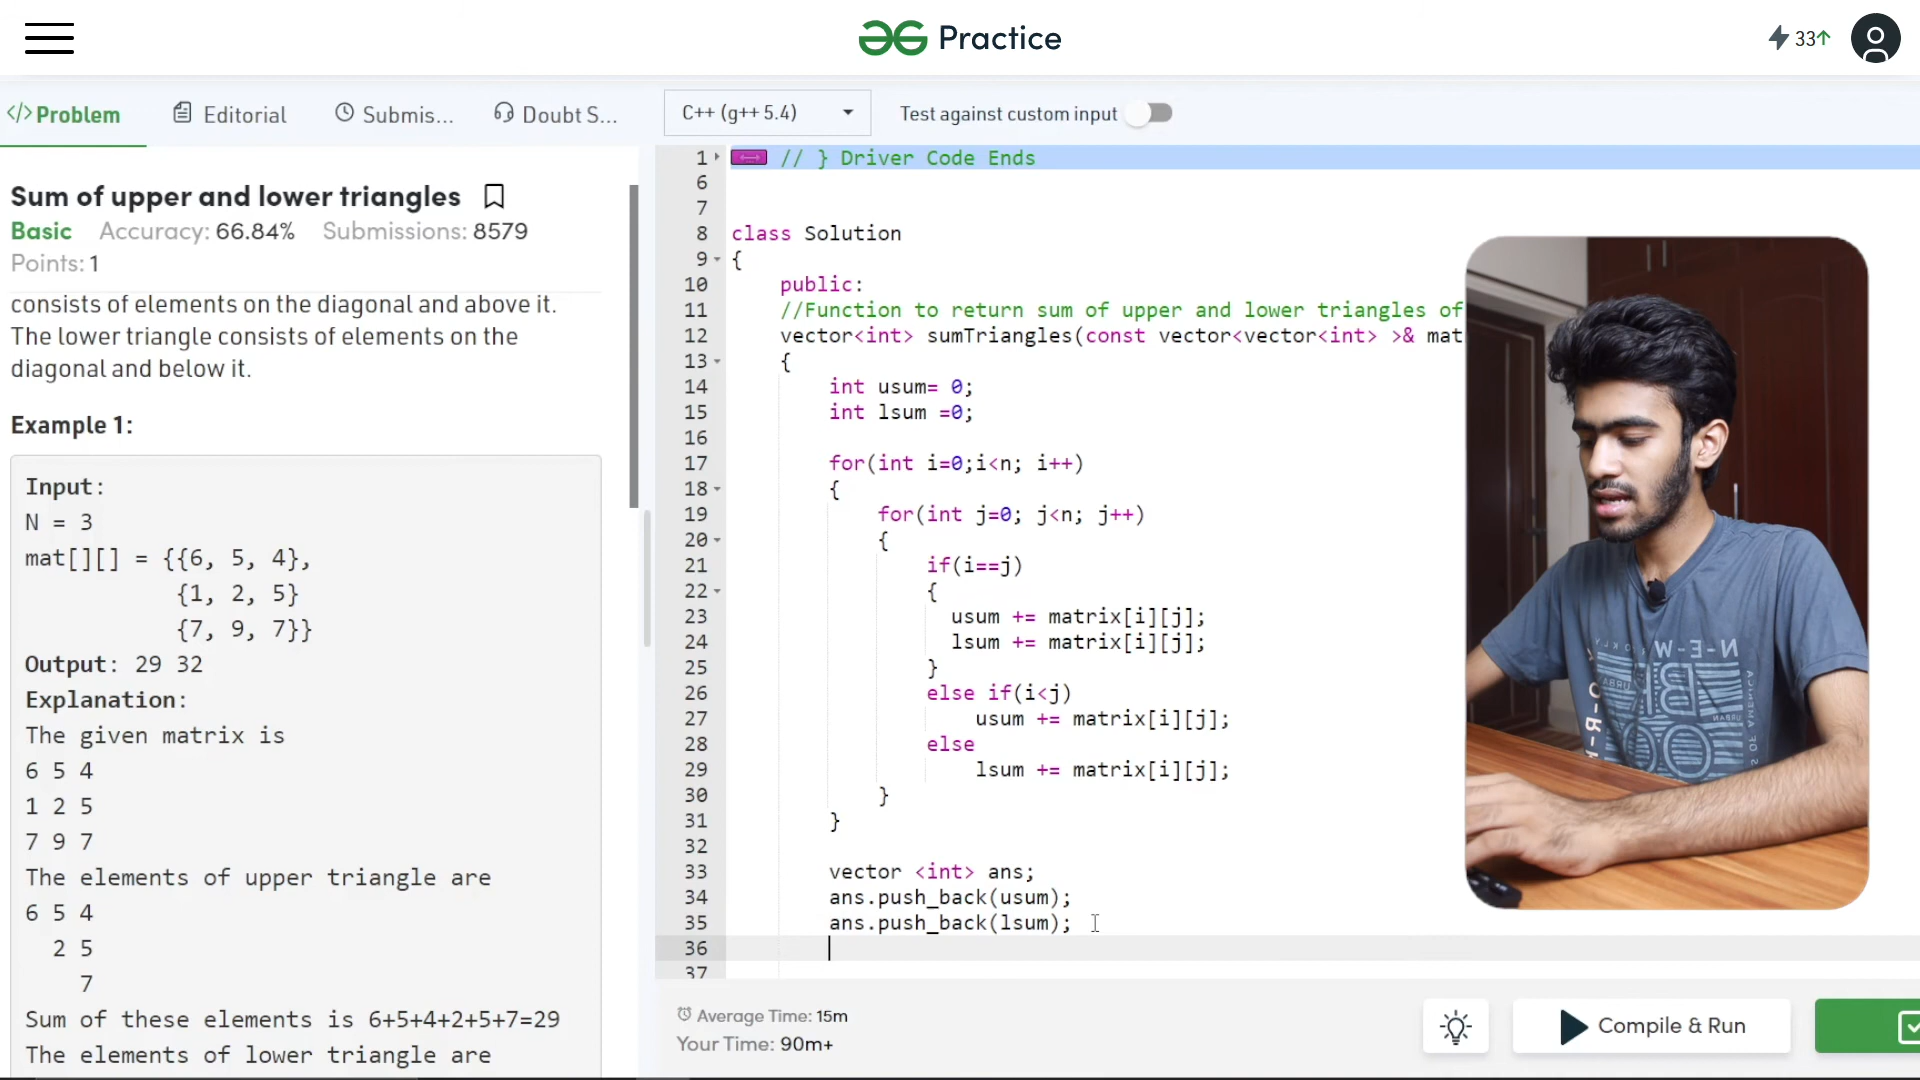 Practice
33↑
</> Problem
Editorial
Submis...
Doubt S...
C++ (g++ 5.4)
Test against custom input
Sum of upper and lower triangles
Basic Accuracy: 66.84% Submissions: 8579
Points: 1
consists of elements on the diagonal and above it.
The lower triangle consists of elements on the
diagonal and below it.
Example 1:
Input:
N = 3
mat[][] = {{6, 5, 4},
{1, 2, 5}
{7, 9, 7}}
Output: 29 32
Explanation:
The given matrix is
6 5 4
1 2 5
7 9 7
The elements of upper triangle are
6 5 4
2 5
7
Sum of these elements is 6+5+4+2+5+7=29
The elements of lower triangle are
1 // } Driver Code Ends
6
7
8 class Solution
9 {
10 public:
11 //Function to return sum of upper and lower triangles of
12 vector<int> sumTriangles(const vector<vector<int> >& mat
13 {
14 int usum= 0;
15 int lsum =0;
16
17 for(int i=0;i<n; i++)
18 {
19 for(int j=0; j<n; j++)
20 {
21 if(i==j)
22 {
23 usum += matrix[i][j];
24 lsum += matrix[i][j];
25 }
26 else if(i<j)
27 usum += matrix[i][j];
28 else
29 lsum += matrix[i][j];
30 }
31 }
32
33 vector <int> ans;
34 ans.push_back(usum);
35 ans.push_back(lsum);
36
37
Average Time: 15m
Your Time: 90m+
Compile & Run